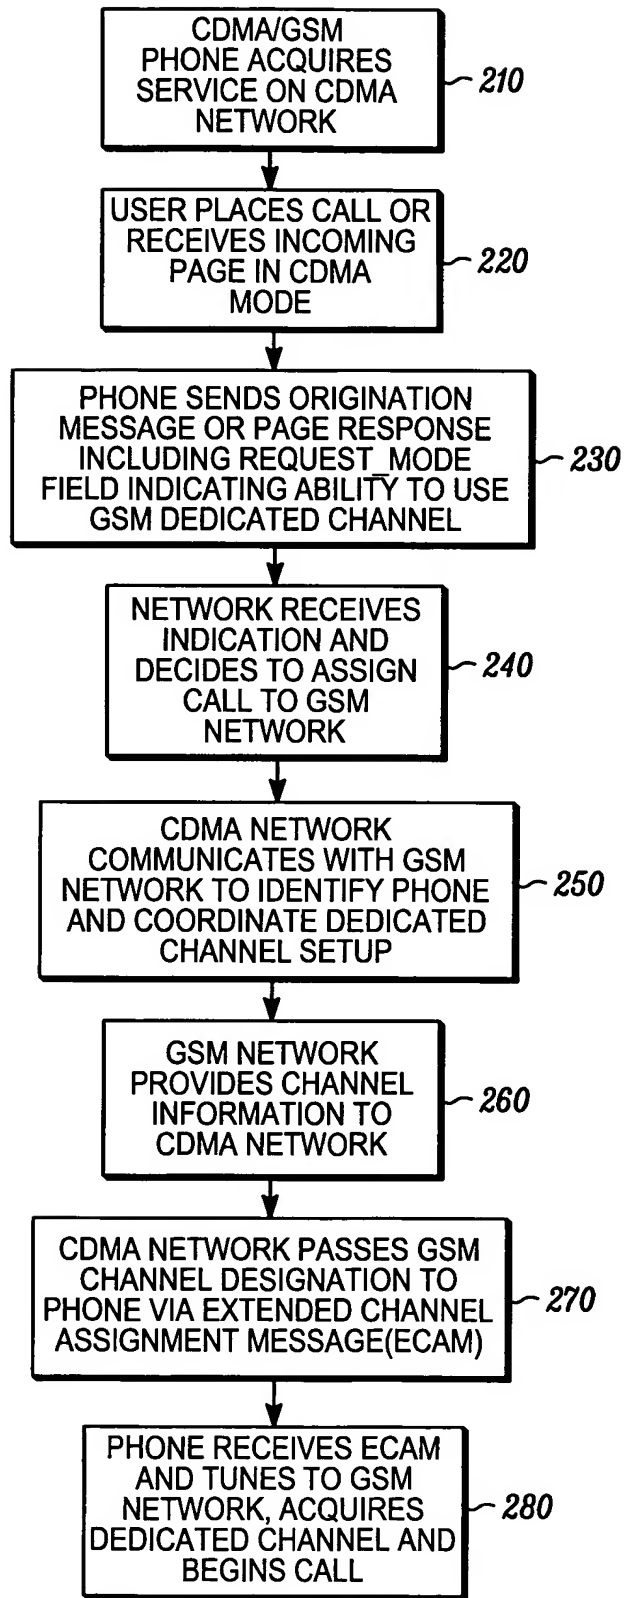 CDMA/GSM
PHONE ACQUIRES
SERVICE ON CDMA
NETWORK
210
USER PLACES CALL OR
RECEIVES INCOMING
PAGE IN CDMA
MODE
220
PHONE SENDS ORIGINATION
MESSAGE OR PAGE RESPONSE
INCLUDING REQUEST_MODE
FIELD INDICATING ABILITY TO USE
GSM DEDICATED CHANNEL
230
NETWORK RECEIVES
INDICATION AND
DECIDES TO ASSIGN
CALL TO GSM
NETWORK
240
CDMA NETWORK
COMMUNICATES WITH GSM
NETWORK TO IDENTIFY PHONE
AND COORDINATE DEDICATED
CHANNEL SETUP
250
GSM NETWORK
PROVIDES CHANNEL
INFORMATION TO
CDMA NETWORK
260
CDMA NETWORK PASSES GSM
CHANNEL DESIGNATION TO
PHONE VIA EXTENDED CHANNEL
ASSIGNMENT MESSAGE(ECAM)
270
PHONE RECEIVES ECAM
AND TUNES TO GSM
NETWORK, ACQUIRES
DEDICATED CHANNEL AND
BEGINS CALL
280